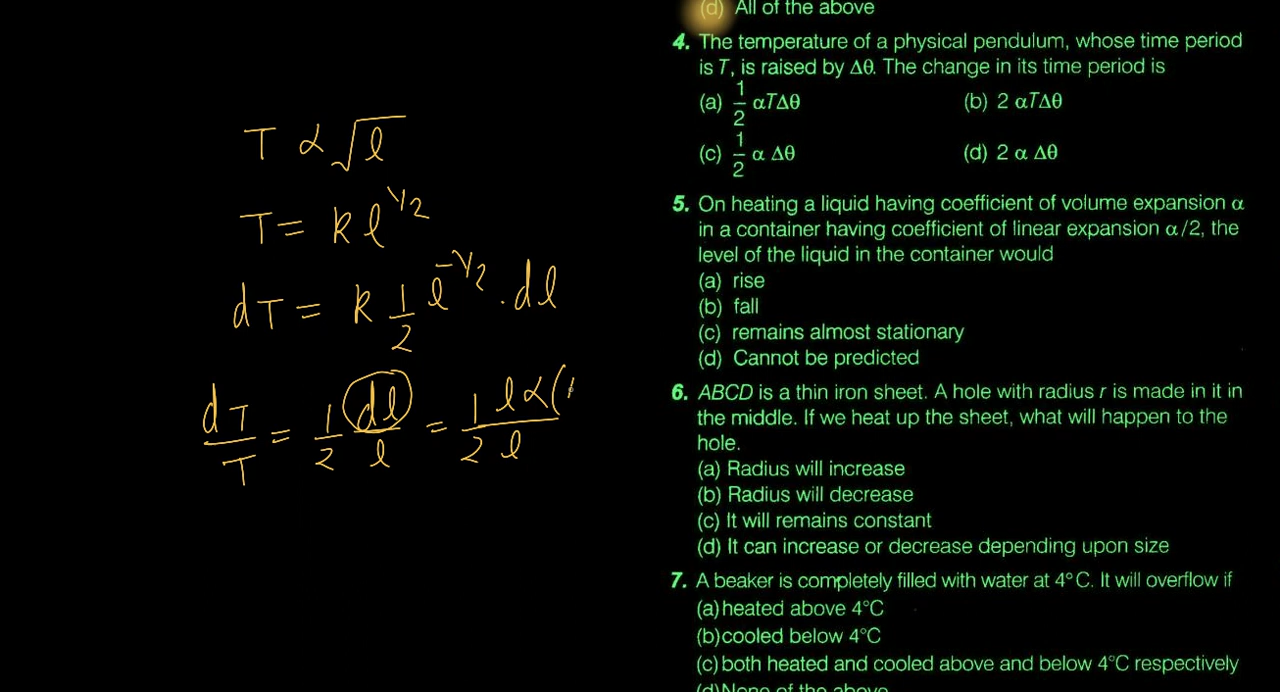 T ∝ √l
T = k l^1/2
dT = k 1/2 l^-1/2 . dl
dT/T = 1/2 dl/l = 1/2 lα(/l
(d) All of the above
4. The temperature of a physical pendulum, whose time period
is T, is raised by Δθ. The change in its time period is
(a) 1/2 αTΔθ (b) 2 αTΔθ
(c) 1/2 α Δθ (d) 2 α Δθ
5. On heating a liquid having coefficient of volume expansion α
in a container having coefficient of linear expansion α/2, the
level of the liquid in the container would
(a) rise
(b) fall
(c) remains almost stationary
(d) Cannot be predicted
6. ABCD is a thin iron sheet. A hole with radius r is made in it in
the middle. If we heat up the sheet, what will happen to the
hole.
(a) Radius will increase
(b) Radius will decrease
(c) It will remains constant
(d) It can increase or decrease depending upon size
7. A beaker is completely filled with water at 4°C. It will overflow if
(a) heated above 4°C
(b) cooled below 4°C
(c) both heated and cooled above and below 4°C respectively
(d) None of the above